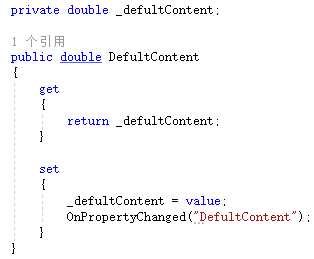 private double _defultContent;
1 个引用
public double DefultContent
{
get
{
return _defultContent;
}
set
{
_defultContent = value;
OnPropertyChanged("DefultContent");
}
}